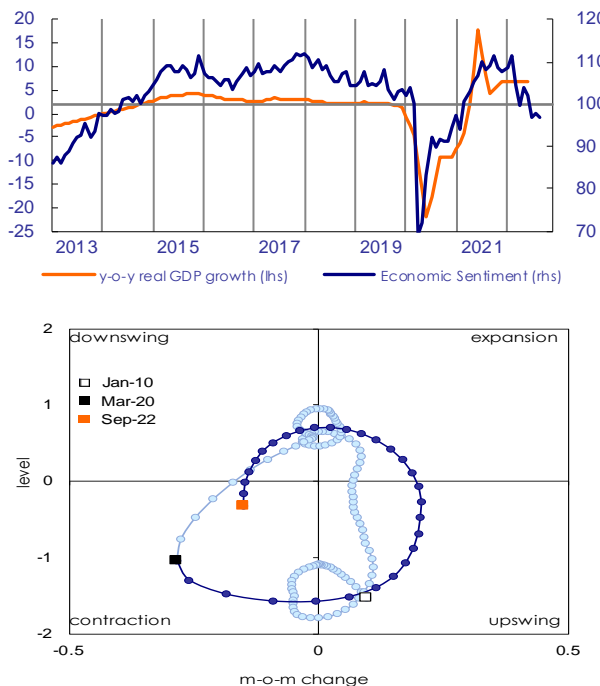 20 120
15
10 110
5
0 100
-5
-10 90
-15
-20 80
-25 70
2013 2015 2017 2019 2021
y-o-y real GDP growth (lhs) Economic Sentiment (rhs)
2
downswing expansion
Jan-10
Mar-20
Sep-22
1
level
0
-1
contraction upswing
-2
-0.5 0 0.5
m-o-m change